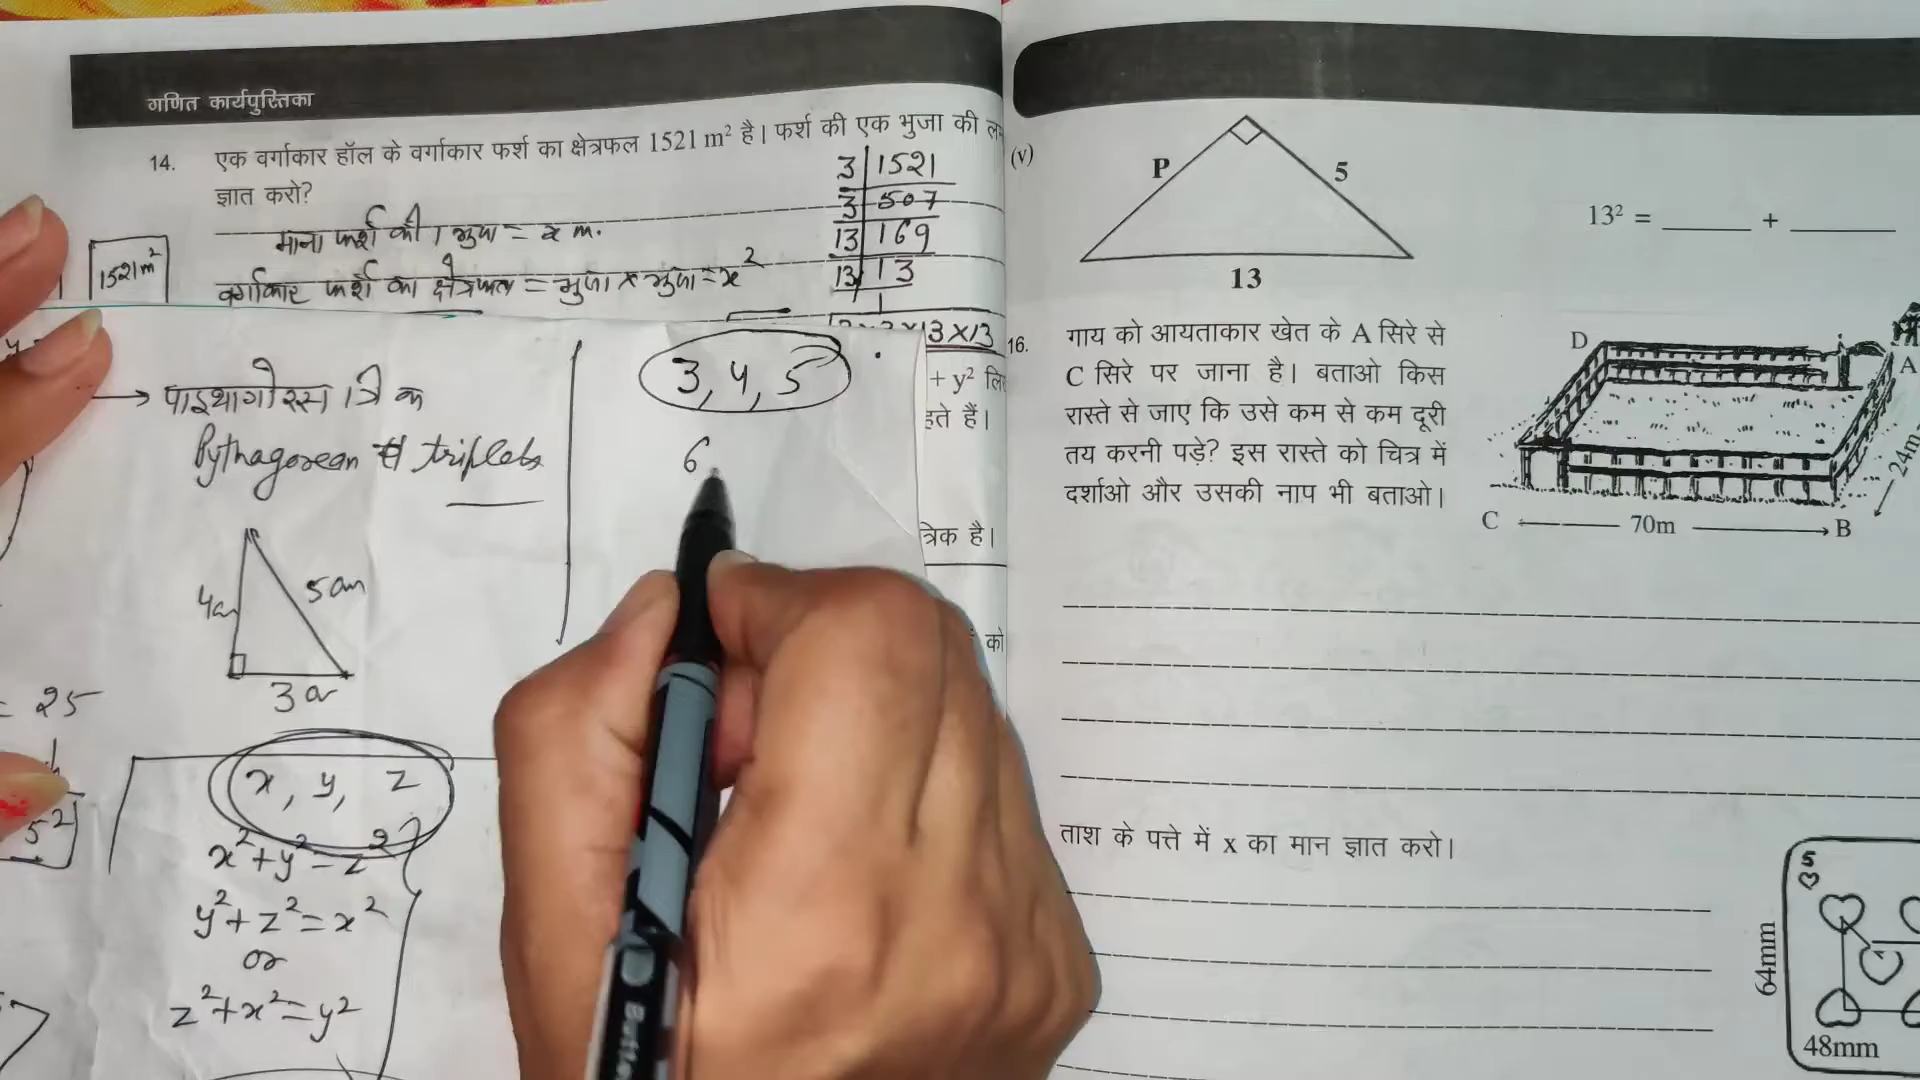 गणित कार्यपुस्तिका
14. एक वर्गाकार हॉल के वर्गाकार फर्श का क्षेत्रफल 1521 m² है। फर्श की एक भुजा की
ज्ञात करो?
माना फर्श की 1 भुजा = x m.
वर्गाकार फर्श का क्षेत्रफल = भुजा × भुजा = x²
1521 m²
3 | 1521
3 | 507
13 | 169
13 | 13
1
13×13
+ y²
हते हैं।
त्रिक है।
को
→ पाइथागोरस त्रिक
Pythagorean triplets
4cm
5cm
3cm
= 25
5²
x, y, z
x²+y²=z²
y²+z²=x²
or
z²+x²=y²
3, 4, 5
6
(v)
P
5
13
13² = ______ + ______
16. गाय को आयताकार खेत के A सिरे से
C सिरे पर जाना है। बताओ किस
रास्ते से जाए कि उसे कम से कम दूरी
तय करनी पड़े? इस रास्ते को चित्र में
दर्शाओ और उसकी नाप भी बताओ।
D
A
24m
C
70m
B
ताश के पत्ते में x का मान ज्ञात करो।
5
64mm
48mm